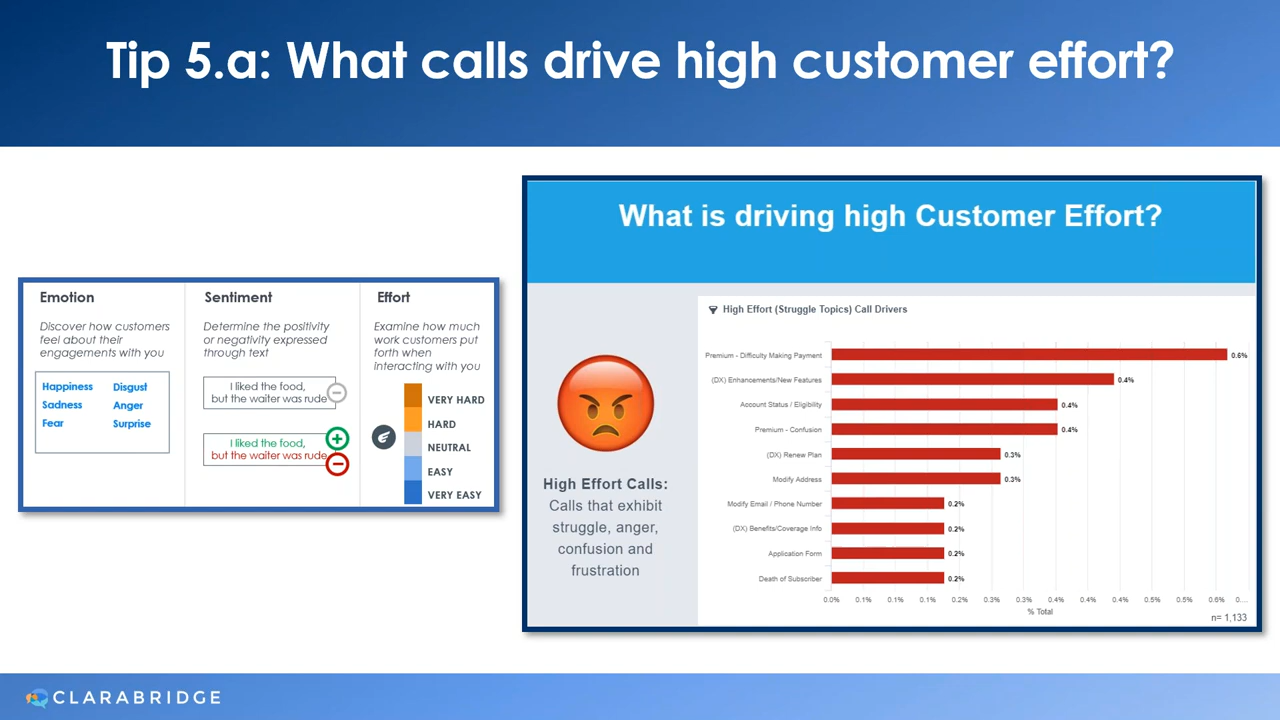 Tip 5.a: What calls drive high customer effort?
Emotion
Discover how customers
feel about their
engagements with you
Happiness Disgust
Sadness Anger
Fear Surprise
Sentiment
Determine the positivity
or negativity expressed
through text
I liked the food,
but the waiter was rude
I liked the food,
but the waiter was rude
Effort
Examine how much
work customers put
forth when
interacting with you
VERY HARD
HARD
NEUTRAL
EASY
VERY EASY
What is driving high Customer Effort?
High Effort Calls:
Calls that exhibit
struggle, anger,
confusion and
frustration
High Effort (Struggle Topics) Call Drivers
Premium - Difficulty Making Payment 0.6%
(DX) Enhancements/New Features 0.4%
Account Status / Eligibility 0.4%
Premium - Confusion 0.4%
(DX) Renew Plan 0.3%
Modify Address 0.3%
Modify Email / Phone Number 0.2%
(DX) Benefits/Coverage Info 0.2%
Application Form 0.2%
Death of Subscriber 0.2%
0.0% 0.1% 0.1% 0.1% 0.2% 0.3% 0.3% 0.4% 0.4% 0.4% 0.5% 0.5% 0.6% 0...
% Total
n= 1,133
CLARABRIDGE